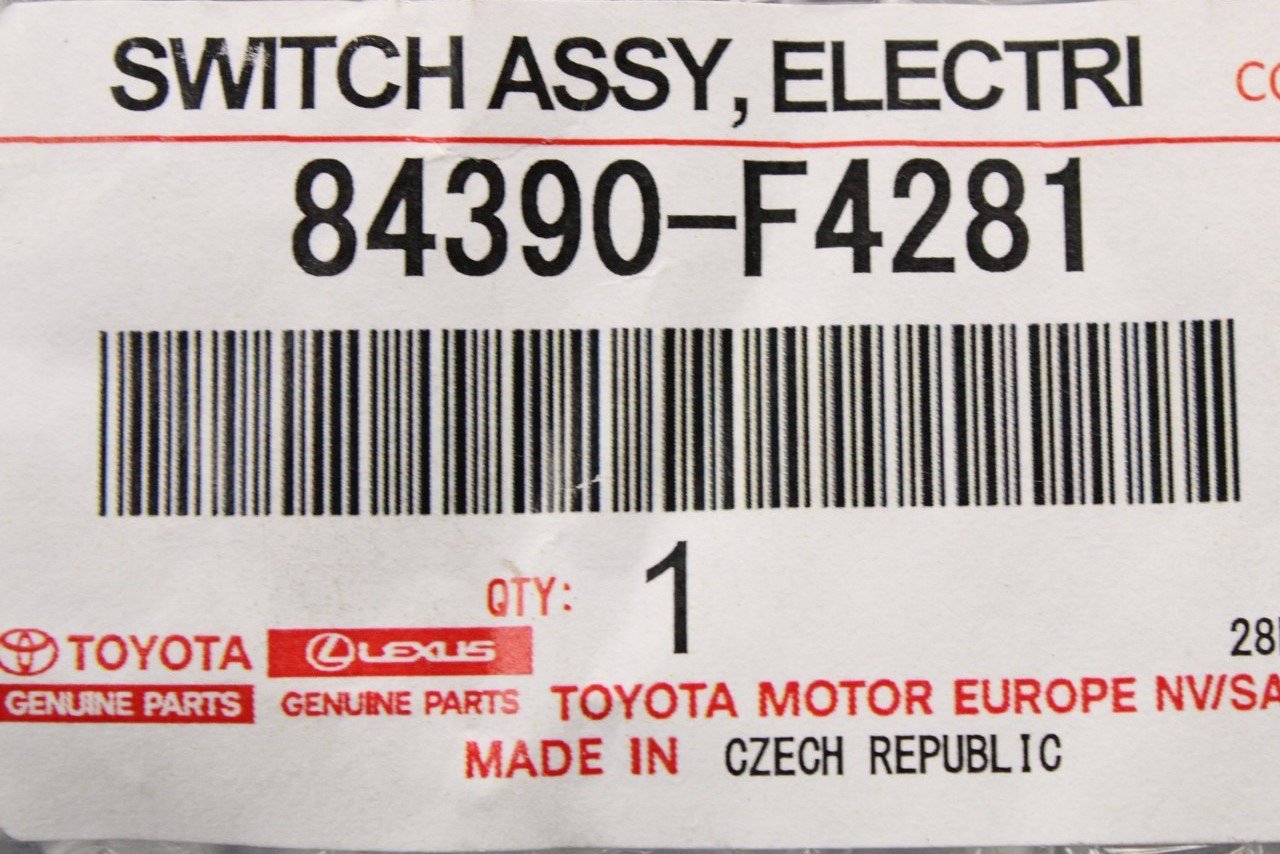 SWITCH ASSY, ELECTRI
84390-F4281
QTY: 1
TOYOTA LEXUS
GENUINE PARTS GENUINE PARTS TOYOTA MOTOR EUROPE NV/SA
MADE IN CZECH REPUBLIC